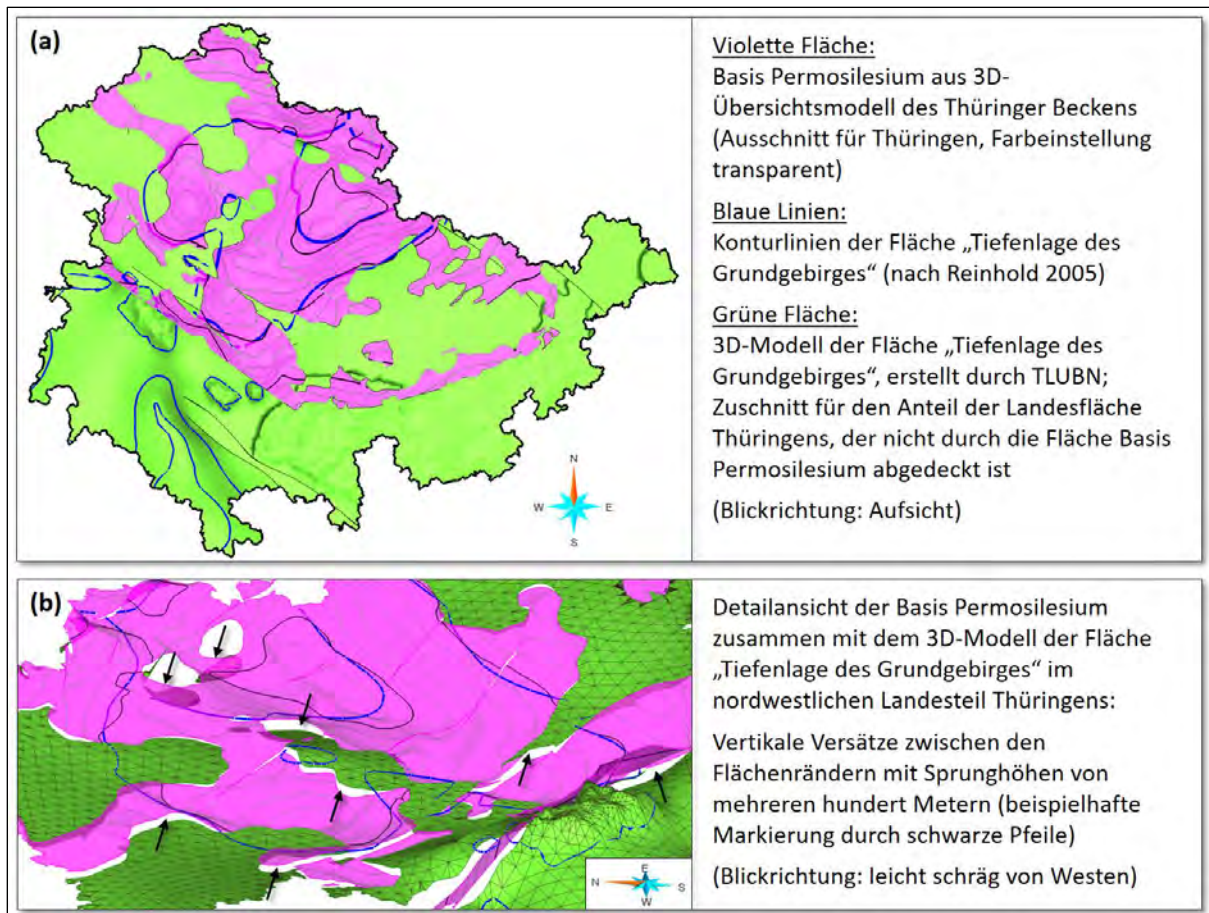 (a)
Violette Fläche:
Basis Permosilesium aus 3D-
Übersichtsmodell des Thüringer Beckens
(Ausschnitt für Thüringen, Farbeinstellung
transparent)
Blaue Linien:
Konturlinien der Fläche „Tiefenlage des
Grundgebirges“ (nach Reinhold 2005)
Grüne Fläche:
3D-Modell der Fläche „Tiefenlage des
Grundgebirges“, erstellt durch TLUBN;
Zuschnitt für den Anteil der Landesfläche
Thüringens, der nicht durch die Fläche Basis
Permosilesium abgedeckt ist
(Blickrichtung: Aufsicht)
N
W E
S
(b)
Detailansicht der Basis Permosilesium
zusammen mit dem 3D-Modell der Fläche
„Tiefenlage des Grundgebirges“ im
nordwestlichen Landesteil Thüringens:
Vertikale Versätze zwischen den
Flächenrändern mit Sprunghöhen von
mehreren hundert Metern (beispielhafte
Markierung durch schwarze Pfeile)
(Blickrichtung: leicht schräg von Westen)
E
N S
W